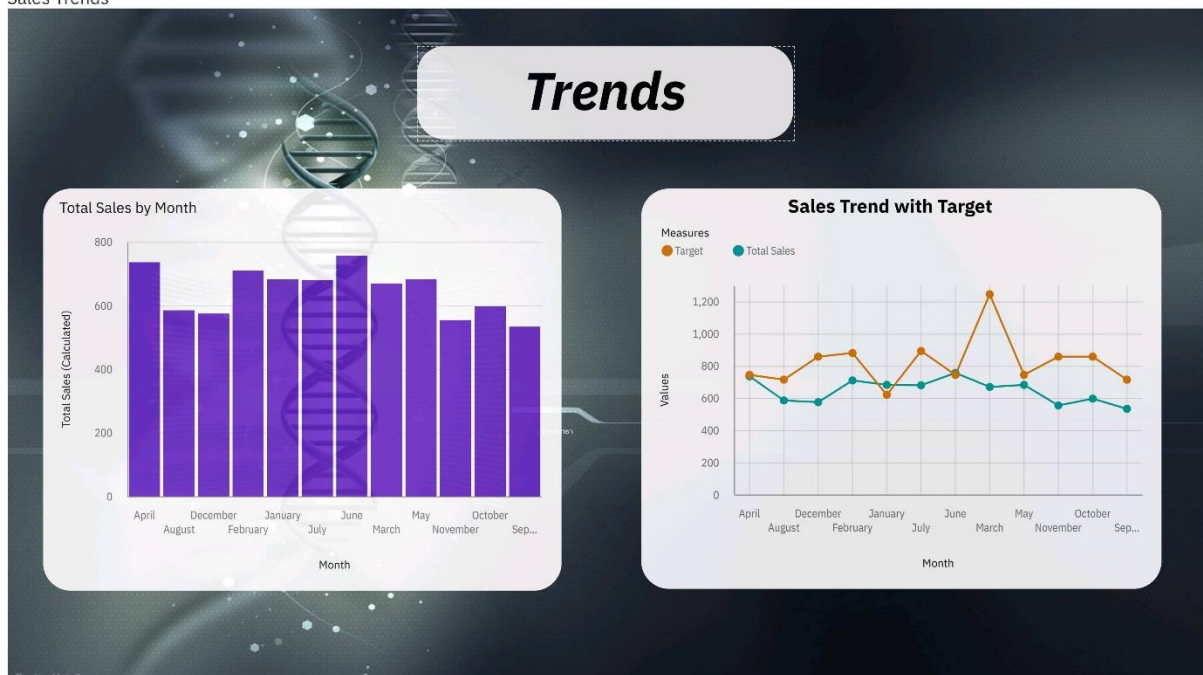 Sales Trends
Trends
Total Sales by Month
Total Sales (Calculated)
800
600
400
200
0
April
August
December
February
January
July
June
March
May
November
October
Sep...
Month
Sales Trend with Target
Measures
Target
Total Sales
Values
1,200
1,000
800
600
400
200
0
April
August
December
February
January
July
June
March
May
November
October
Sep...
Month